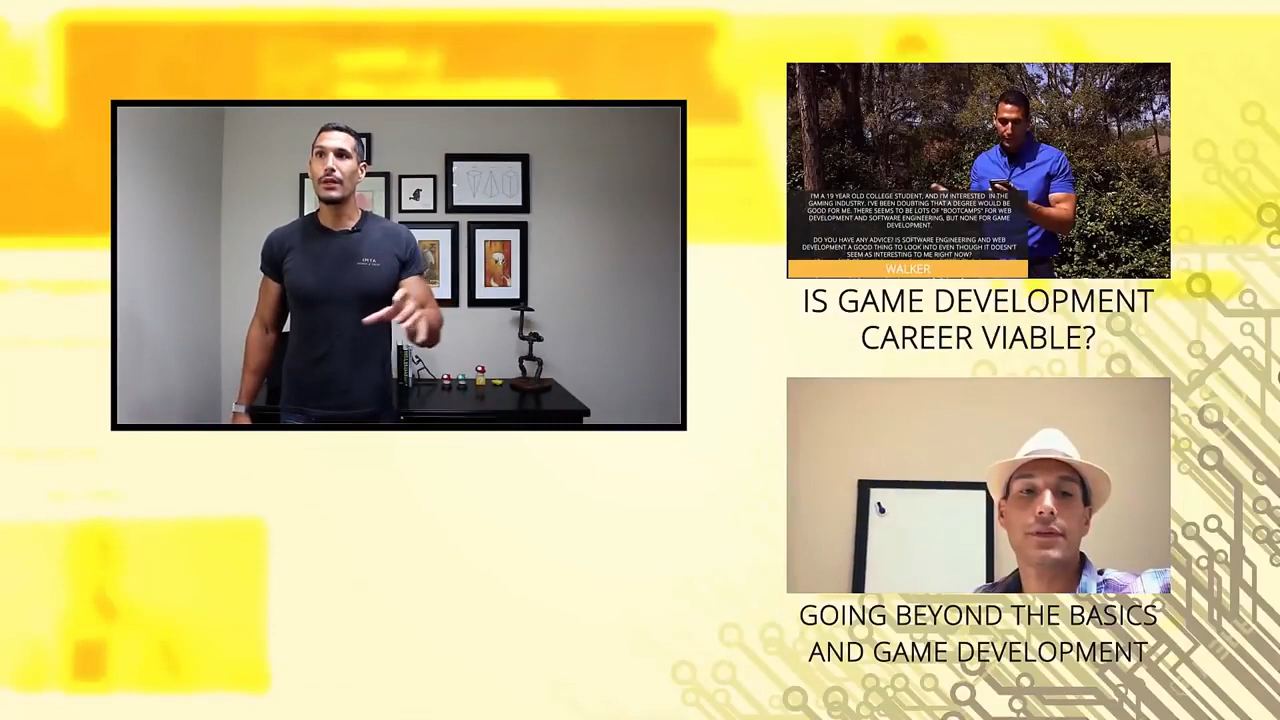 I'M A 19 YEAR OLD COLLEGE STUDENT, AND I'M INTERESTED IN THE
GAMING INDUSTRY. I'VE BEEN DOUBTING THAT A DEGREE WOULD BE
GOOD FOR ME. THERE SEEMS TO BE LOTS OF "BOOTCAMPS" FOR WEB
DEVELOPMENT AND SOFTWARE ENGINEERING, BUT NONE FOR GAME
DEVELOPMENT.
DO YOU HAVE ANY ADVICE? IS SOFTWARE ENGINEERING AND WEB
DEVELOPMENT A GOOD THING TO LOOK INTO EVEN THOUGH IT DOESN'T
SEEM AS INTERESTING TO ME RIGHT NOW?
WALKER
IS GAME DEVELOPMENT
CAREER VIABLE?
GOING BEYOND THE BASICS
AND GAME DEVELOPMENT